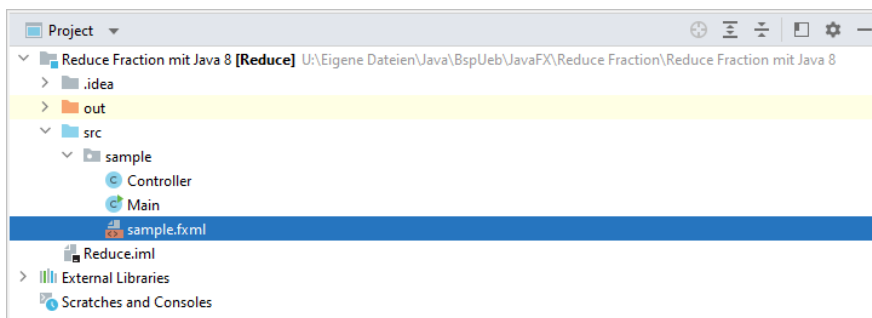 Project
Reduce Fraction mit Java 8 [Reduce] U:\Eigene Dateien\Java\BspUeb\JavaFX\Reduce Fraction\Reduce Fraction mit Java 8
.idea
out
src
sample
C Controller
C Main
sample.fxml
Reduce.iml
External Libraries
Scratches and Consoles